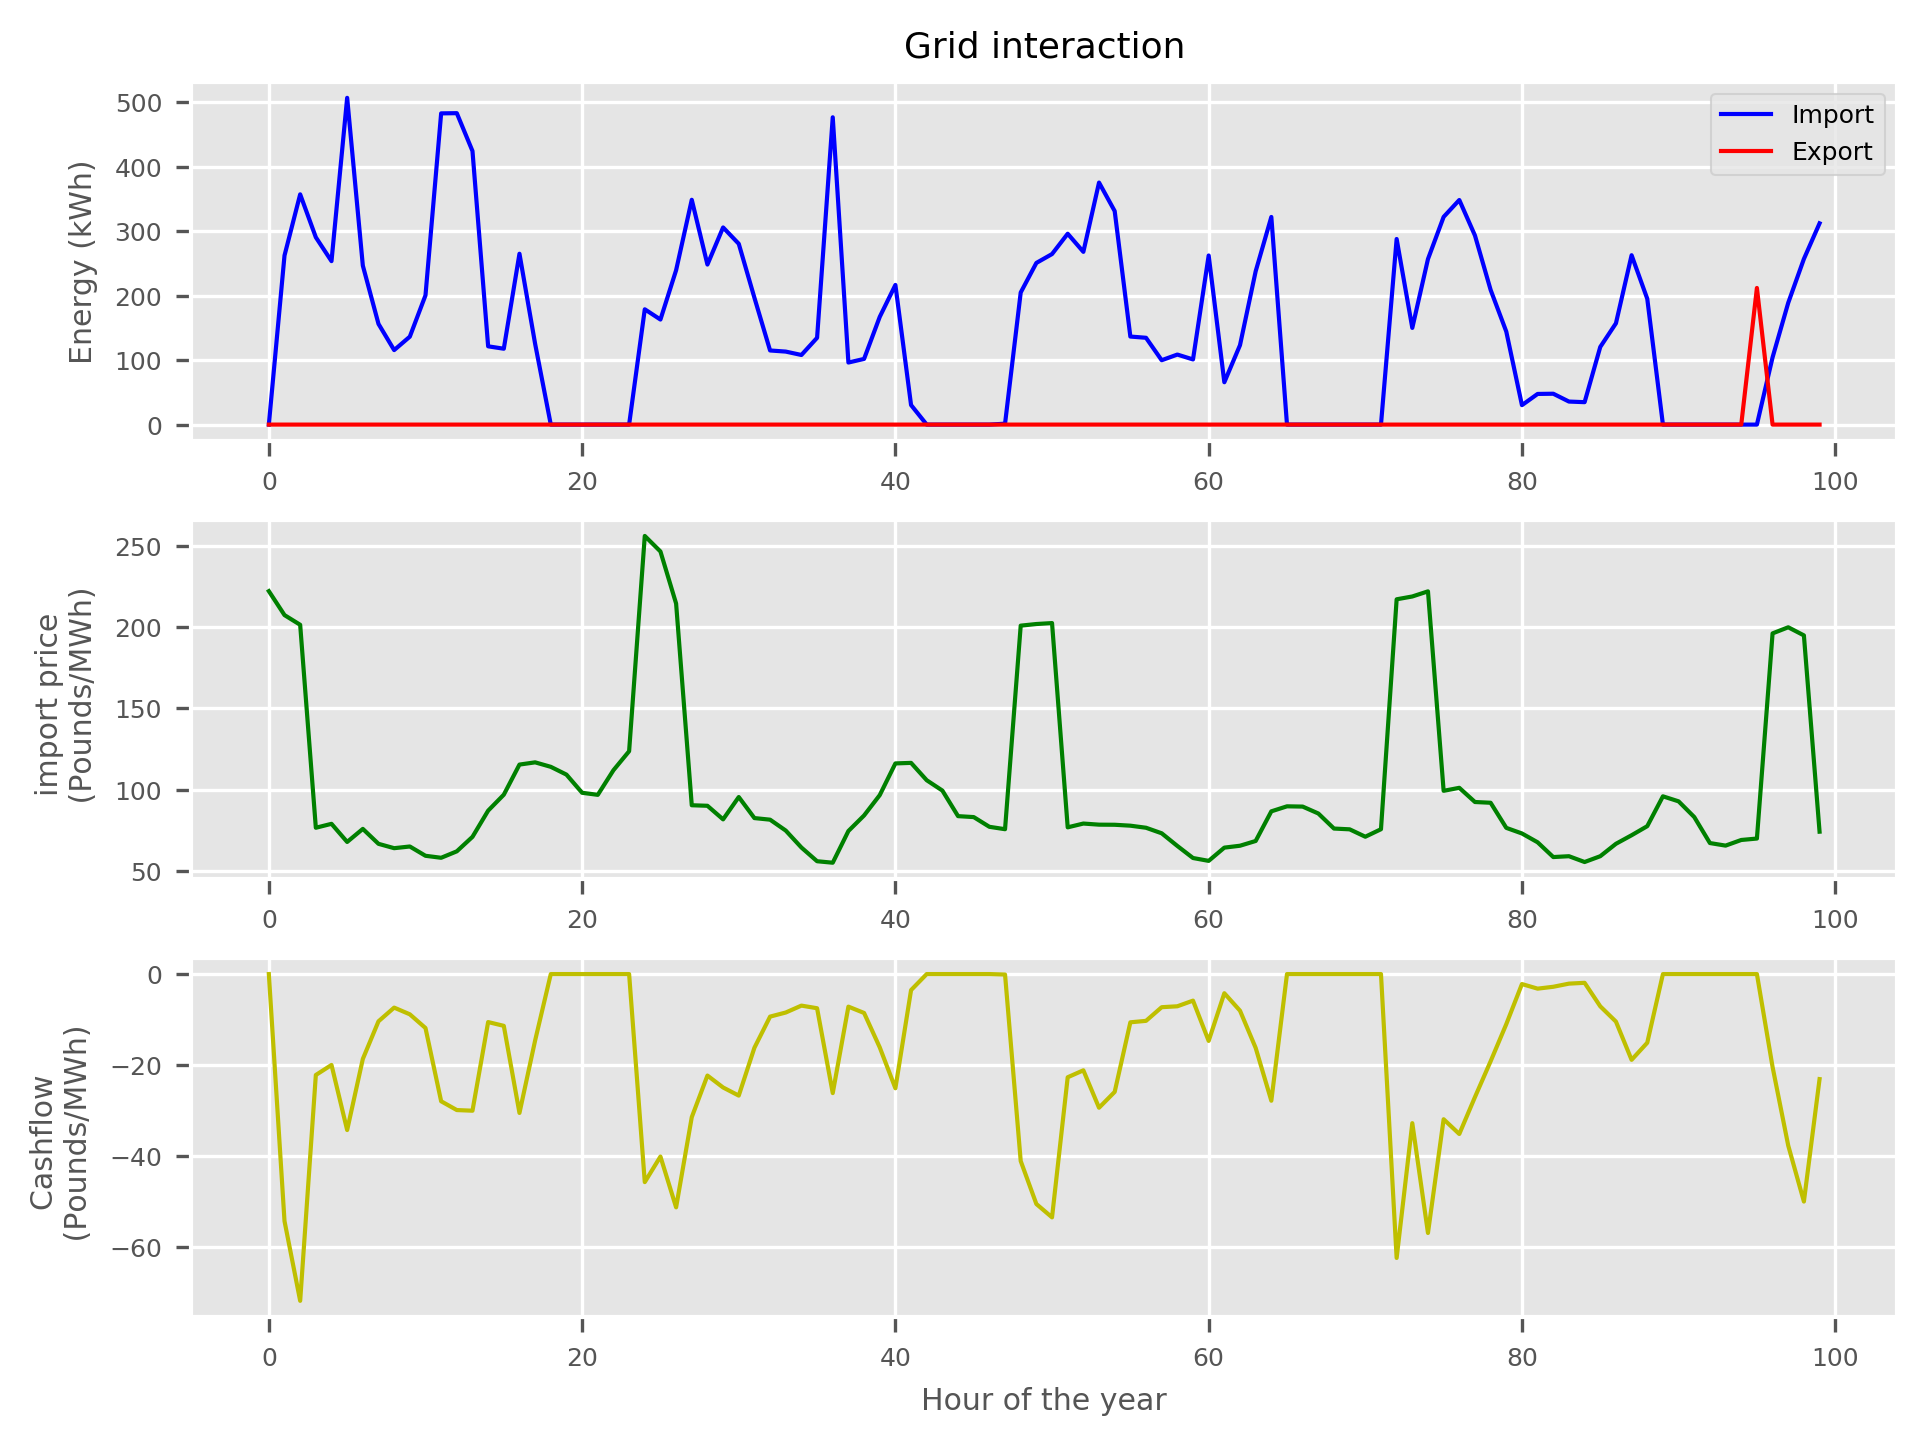 Grid interaction
Energy (kWh)
500
400
300
200
100
0
Import
Export
0 20 40 60 80 100
import price
(Pounds/MWh)
250
200
150
100
50
0 20 40 60 80 100
Cashflow
(Pounds/MWh)
0
−20
−40
−60
0 20 40 60 80 100
Hour of the year